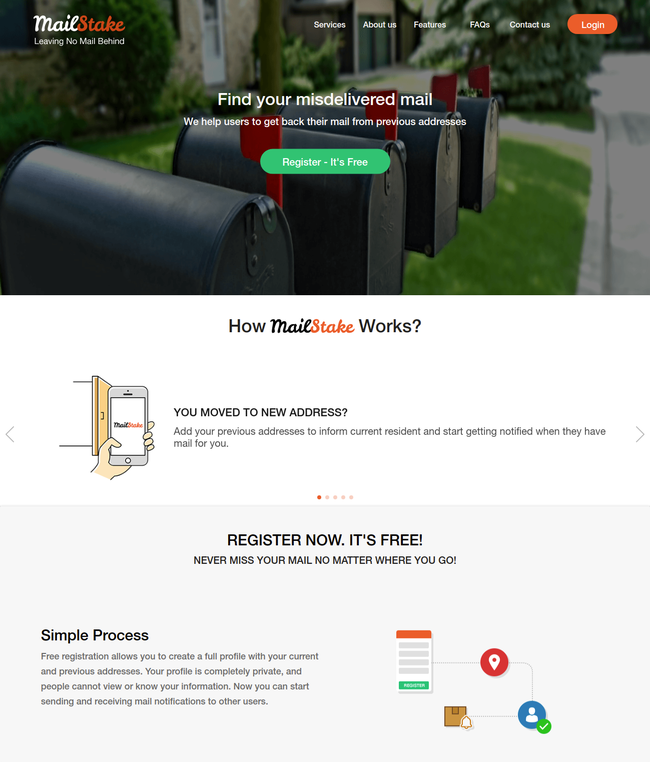 MailStake
Leaving No Mail Behind
Services
About us
Features
FAQs
Contact us
Login
Find your misdelivered mail
We help users to get back their mail from previous addresses
Register - It's Free
How MailStake Works?
MailStake
YOU MOVED TO NEW ADDRESS?
Add your previous addresses to inform current resident and start getting notified when they have
mail for you.
REGISTER NOW. IT'S FREE!
NEVER MISS YOUR MAIL NO MATTER WHERE YOU GO!
Simple Process
Free registration allows you to create a full profile with your current
and previous addresses. Your profile is completely private, and
people cannot view or know your information. Now you can start
sending and receiving mail notifications to other users.
REGISTER